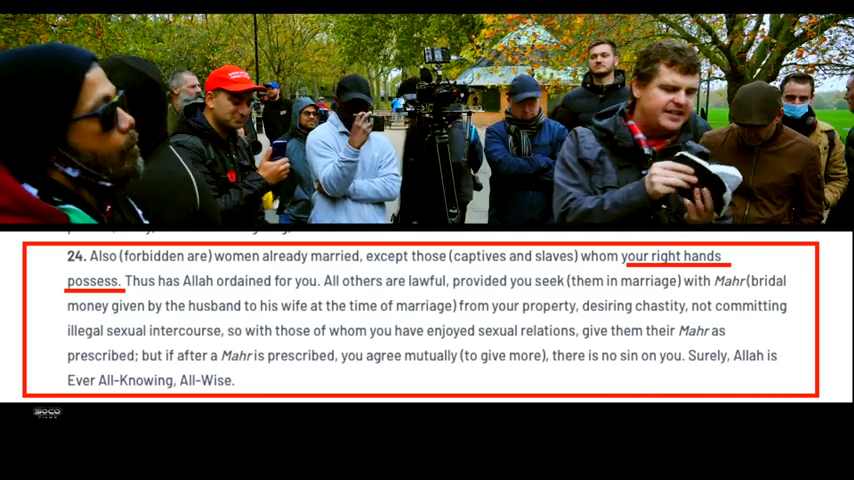 24. Also (forbidden are) women already married, except those (captives and slaves) whom your right hands
possess. Thus has Allah ordained for you. All others are lawful, provided you seek (them in marriage) with Mahr (bridal
money given by the husband to his wife at the time of marriage) from your property, desiring chastity, not committing
illegal sexual intercourse, so with those of whom you have enjoyed sexual relations, give them their Mahr as
prescribed; but if after a Mahr is prescribed, you agree mutually (to give more), there is no sin on you. Surely, Allah is
Ever All-Knowing, All-Wise.
SOCO
FILMS